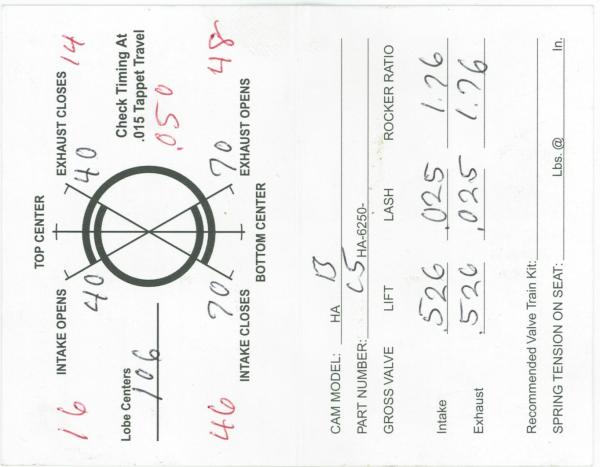 TOP CENTER
16 INTAKE OPENS EXHAUST CLOSES 14
40 40
Lobe Centers
106
Check Timing At
.015 Tappet Travel
.050
70 70
46 INTAKE CLOSES EXHAUST OPENS 48
BOTTOM CENTER
CAM MODEL: HA B
PART NUMBER: C5 HA-6250-
GROSS VALVE LIFT LASH ROCKER RATIO
Intake .526 .025 1.76
Exhaust .526 .025 1.76
Recommended Valve Train Kit:
SPRING TENSION ON SEAT: Lbs. @ In.